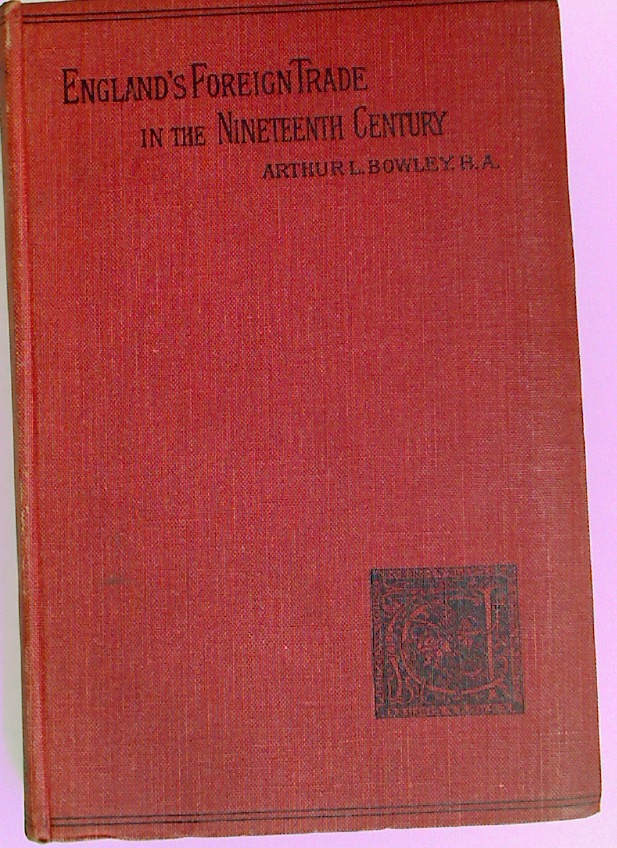 ENGLAND'S FOREIGN TRADE
IN THE NINETEENTH CENTURY
ARTHUR L. BOWLEY, B.A.